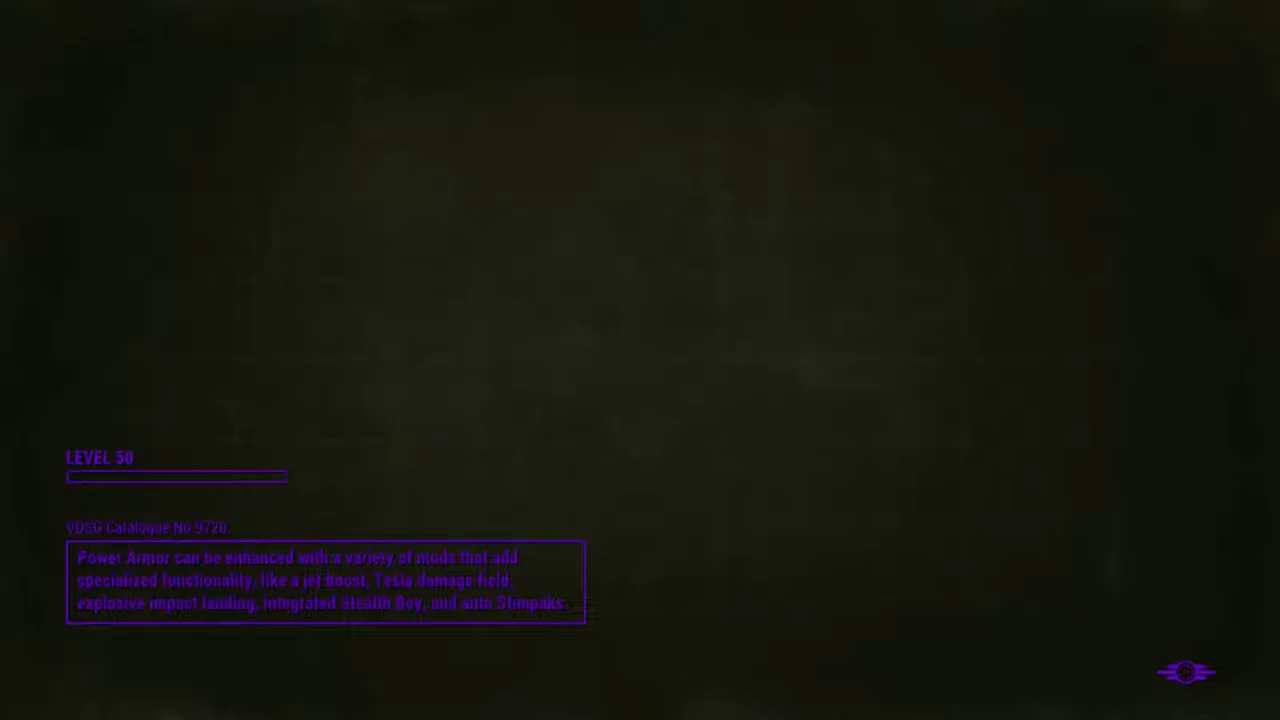 LEVEL 50
VDSG Catalogue No.9720
Power Armor can be enhanced with a variety of mods that add
specialized functionality, like a jet boost, Tesla damage field,
explosive impact landing, integrated Stealth Boy, and auto Stimpaks.